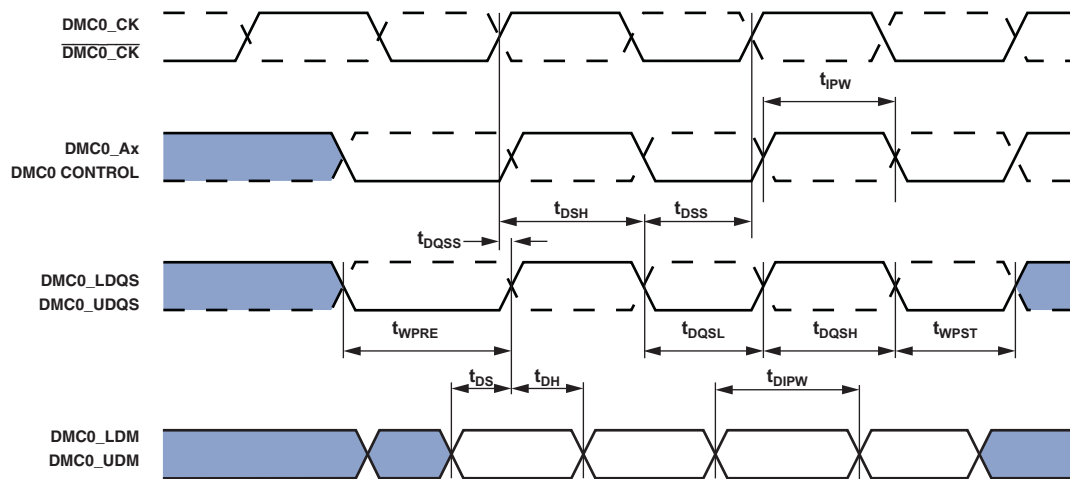 DMC0_CK
DMC0_CK
tIPW
DMC0_Ax
DMC0 CONTROL
tDSH
tDSS
tDQSS
DMC0_LDQS
DMC0_UDQS
tWPRE
tDQSL
tDQSH
tWPST
tDS
tDH
tDIPW
DMC0_LDM
DMC0_UDM